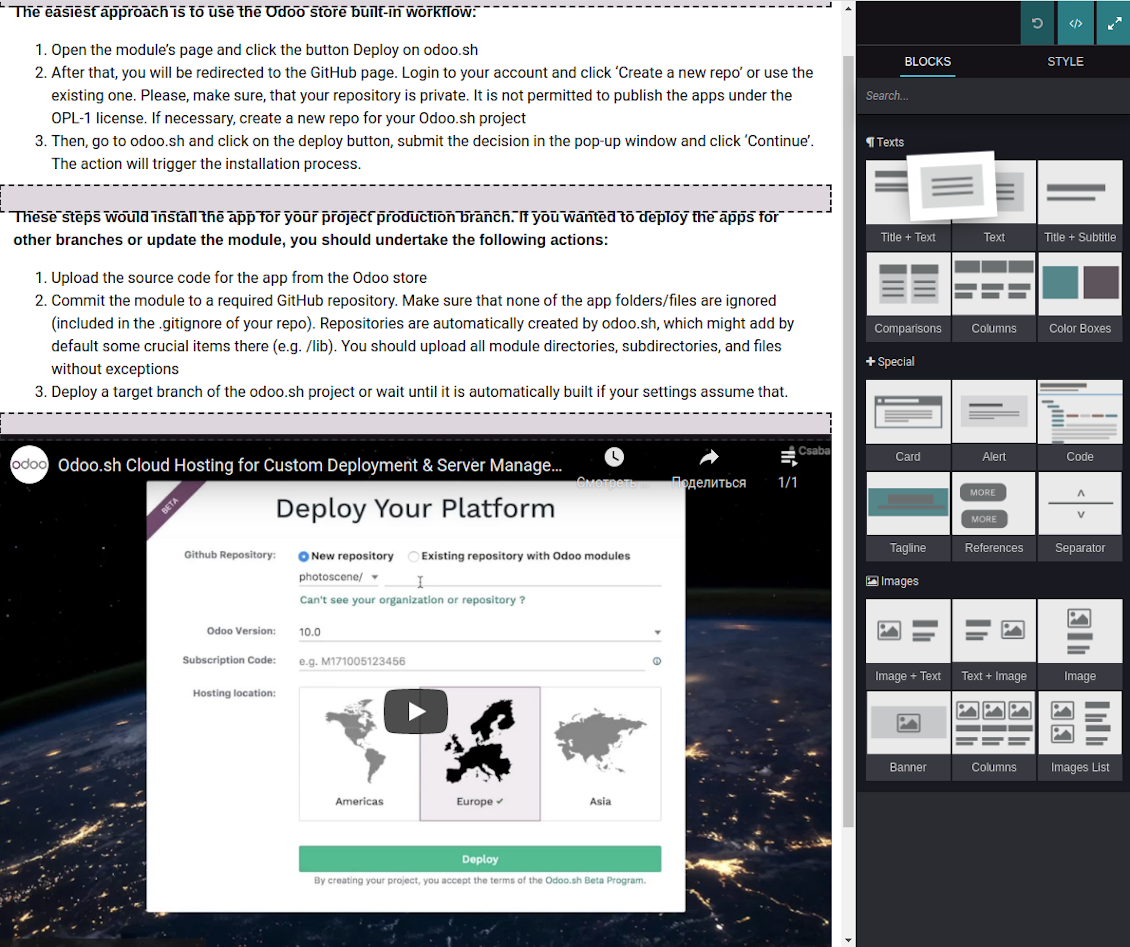 The easiest approach is to use the Odoo store built-in workflow:
1. Open the module's page and click the button Deploy on odoo.sh
2. After that, you will be redirected to the GitHub page. Login to your account and click ‘Create a new repo’ or use the
existing one. Please, make sure, that your repository is private. It is not permitted to publish the apps under the
OPL-1 license. If necessary, create a new repo for your Odoo.sh project
3. Then, go to odoo.sh and click on the deploy button, submit the decision in the pop-up window and click ‘Continue’.
The action will trigger the installation process.
These steps would install the app for your project production branch. If you wanted to deploy the apps for
other branches or update the module, you should undertake the following actions:
1. Upload the source code for the app from the Odoo store
2. Commit the module to a required GitHub repository. Make sure that none of the app folders/files are ignored
(included in the .gitignore of your repo). Repositories are automatically created by odoo.sh, which might add by
default some crucial items there (e.g. /lib). You should upload all module directories, subdirectories, and files
without exceptions
3. Deploy a target branch of the odoo.sh project or wait until it is automatically built if your settings assume that.
odoo
Odoo.sh Cloud Hosting for Custom Deployment & Server Manage...
Смотреть...
Поделиться
1/1
Csaba
BETA
Deploy Your Platform
Github Repository:
New repository
Existing repository with Odoo modules
photoscene/
Can't see your organization or repository ?
Odoo Version:
10.0
Subscription Code:
e.g. M171005123456
Hosting location:
Americas
Europe
Asia
Deploy
By creating your project, you accept the terms of the Odoo.sh Beta Program.
</>
BLOCKS
STYLE
Search...
Texts
Title + Text
Text
Title + Subtitle
Comparisons
Columns
Color Boxes
Special
Card
Alert
Code
MORE
MORE
Tagline
References
Separator
Images
Image + Text
Text + Image
Image
Banner
Columns
Images List